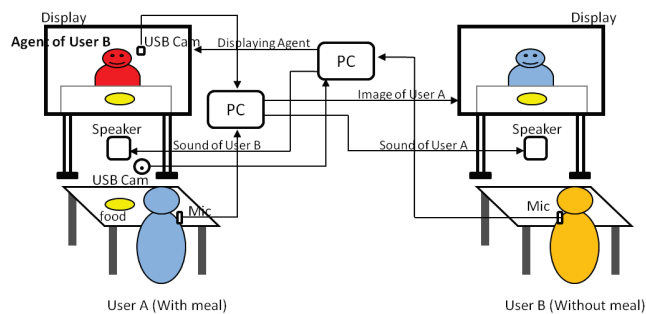 Display
Display
Agent of User B
USB Cam
Displaying Agent
PC
PC
Image of User A
Speaker
Speaker
Sound of User B
Sound of User A
USB Cam
food
Mic
Mic
User A (With meal)
User B (Without meal)